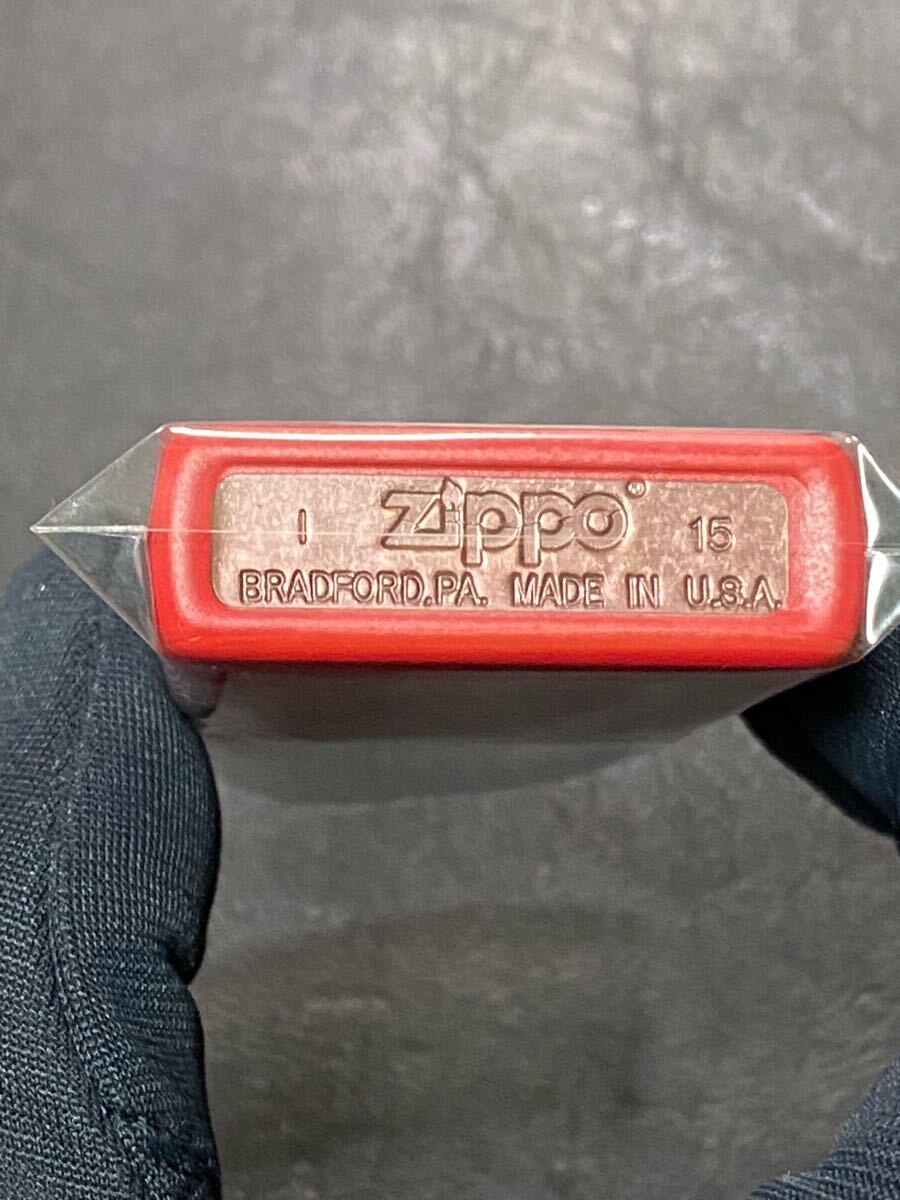 I Zippo® 15
BRADFORD,PA. MADE IN U.S.A.